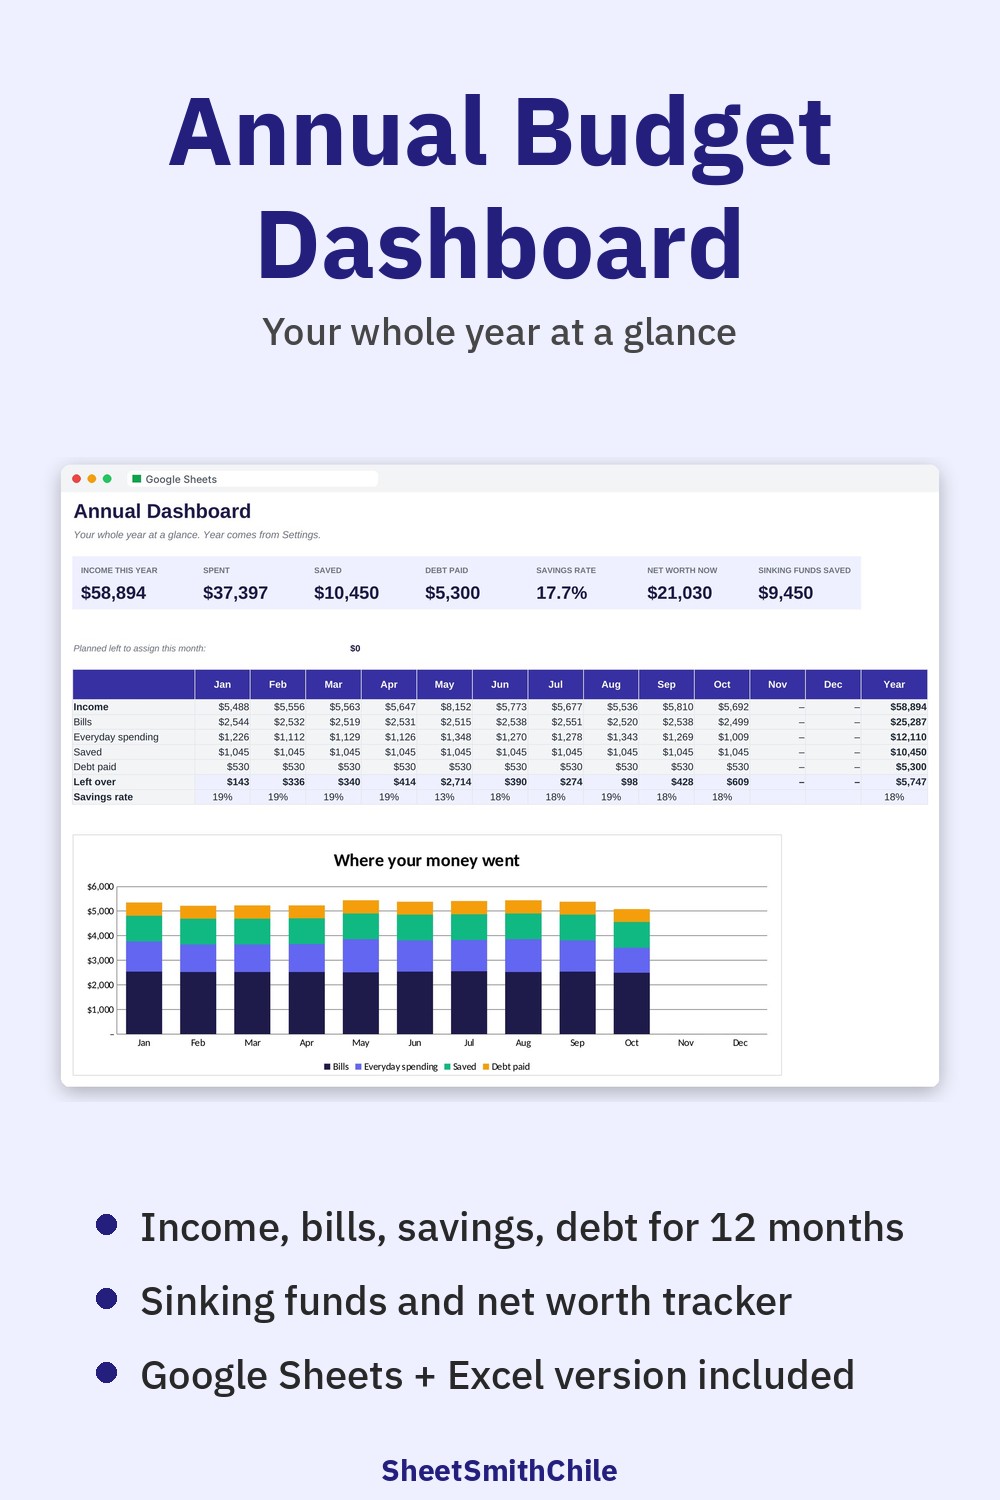 Annual Budget
Dashboard
Your whole year at a glance
Google Sheets
Annual Dashboard
Your whole year at a glance. Year comes from Settings.
INCOME THIS YEAR SPENT SAVED DEBT PAID SAVINGS RATE NET WORTH NOW SINKING FUNDS SAVED
$58,894 $37,397 $10,450 $5,300 17.7% $21,030 $9,450
Planned left to assign this month: $0
Jan Feb Mar Apr May Jun Jul Aug Sep Oct Nov Dec Year
Income $5,488 $5,556 $5,563 $5,647 $8,152 $5,773 $5,677 $5,536 $5,810 $5,692 – – $58,894
Bills $2,544 $2,532 $2,519 $2,531 $2,515 $2,538 $2,551 $2,520 $2,538 $2,499 – – $25,287
Everyday spending $1,226 $1,112 $1,129 $1,126 $1,348 $1,270 $1,278 $1,343 $1,269 $1,009 – – $12,110
Saved $1,045 $1,045 $1,045 $1,045 $1,045 $1,045 $1,045 $1,045 $1,045 $1,045 – – $10,450
Debt paid $530 $530 $530 $530 $530 $530 $530 $530 $530 $530 – – $5,300
Left over $143 $336 $340 $414 $2,714 $390 $274 $98 $428 $609 – – $5,747
Savings rate 19% 19% 19% 19% 13% 18% 18% 19% 18% 18% 18%
Where your money went
$6,000
$5,000
$4,000
$3,000
$2,000
$1,000
–
Jan Feb Mar Apr May Jun Jul Aug Sep Oct Nov Dec
Bills Everyday spending Saved Debt paid
Income, bills, savings, debt for 12 months
Sinking funds and net worth tracker
Google Sheets + Excel version included
SheetSmithChile